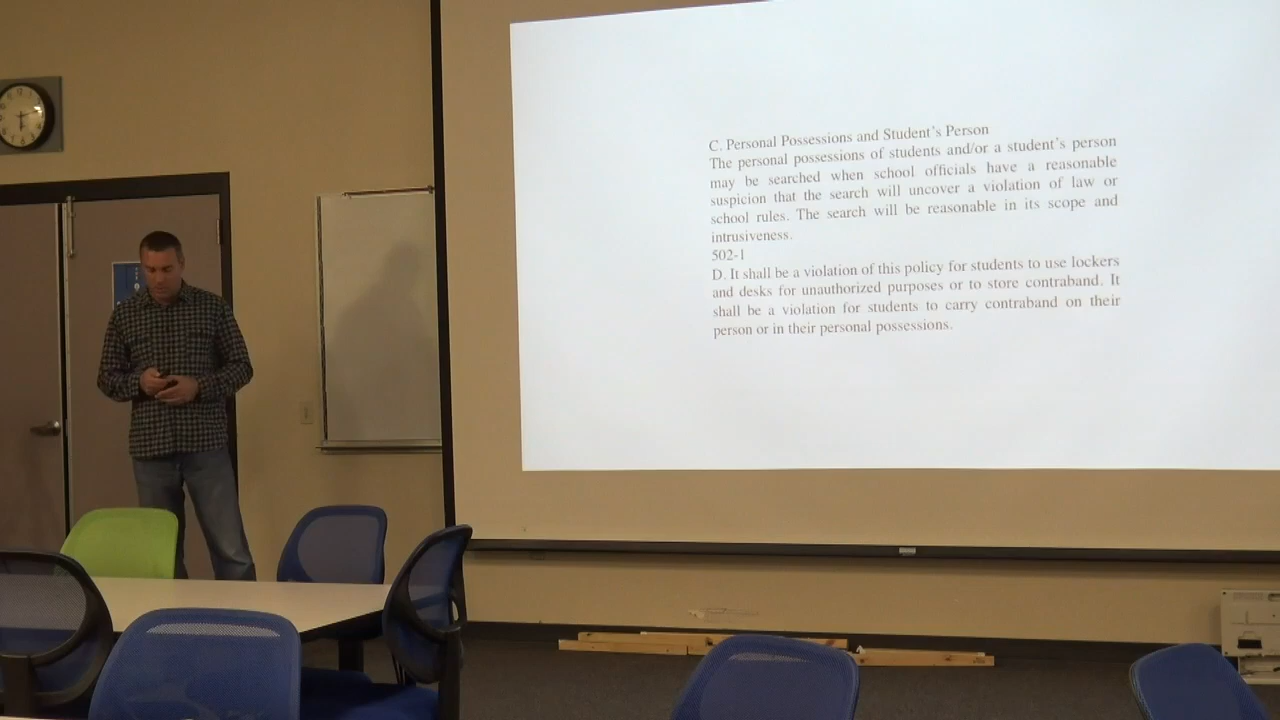 C. Personal Possessions and Student's Person
The personal possessions of students and/or a student's person
may be searched when school officials have a reasonable
suspicion that the search will uncover a violation of law or
school rules. The search will be reasonable in its scope and
intrusiveness.
502-1
D. It shall be a violation of this policy for students to use lockers
and desks for unauthorized purposes or to store contraband. It
shall be a violation for students to carry contraband on their
person or in their personal possessions.